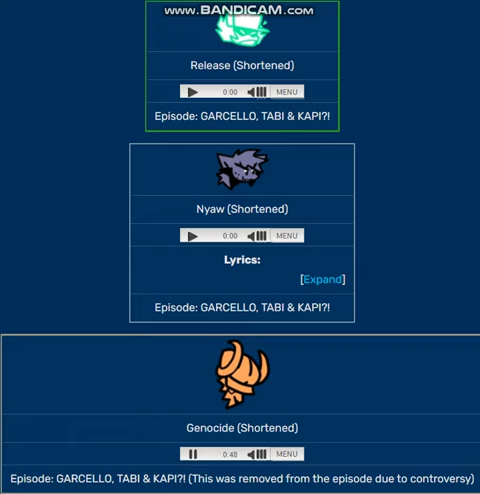 www.BANDICAM.com
Release (Shortened)
0:00 MENU
Episode: GARCELLO, TABI & KAPI?!
Nyaw (Shortened)
0:00 MENU
Lyrics:
[Expand]
Episode: GARCELLO, TABI & KAPI?!
Genocide (Shortened)
0:48 MENU
Episode: GARCELLO, TABI & KAPI?! (This was removed from the episode due to controversy)